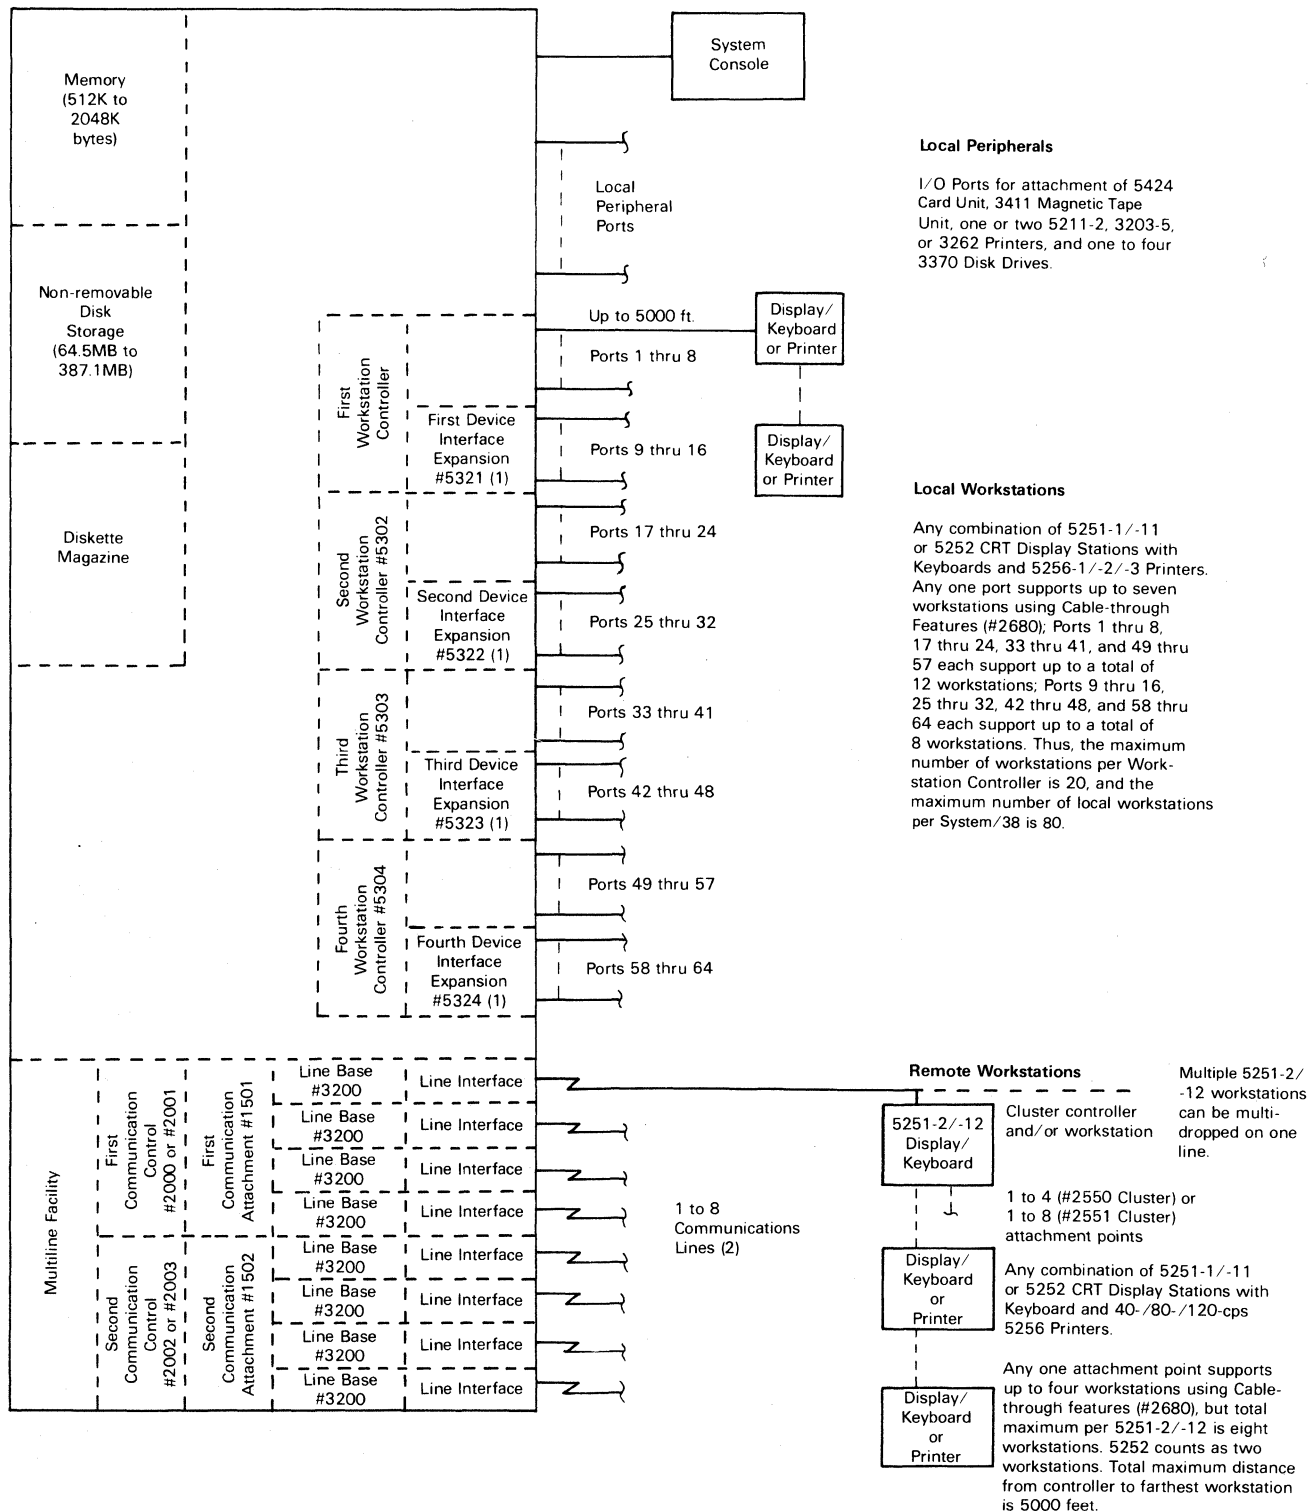 System
Console
Memory
(512K to
2048K
bytes)
Local
Peripheral
Ports
Local Peripherals
I/O Ports for attachment of 5424
Card Unit, 3411 Magnetic Tape
Unit, one or two 5211-2, 3203-5,
or 3262 Printers, and one to four
3370 Disk Drives.
Non-removable
Disk
Storage
(64.5MB to
387.1MB)
Diskette
Magazine
First
Workstation
Controller
First Device
Interface
Expansion
#5321 (1)
Second
Workstation
Controller #5302
Second Device
Interface
Expansion
#5322 (1)
Third
Workstation
Controller #5303
Third Device
Interface
Expansion
#5323 (1)
Fourth
Workstation
Controller #5304
Fourth Device
Interface
Expansion
#5324 (1)
Up to 5000 ft.
Ports 1 thru 8
Ports 9 thru 16
Ports 17 thru 24
Ports 25 thru 32
Ports 33 thru 41
Ports 42 thru 48
Ports 49 thru 57
Ports 58 thru 64
Display/
Keyboard
or Printer
Display/
Keyboard
or Printer
Local Workstations
Any combination of 5251-1/-11
or 5252 CRT Display Stations with
Keyboards and 5256-1/-2/-3 Printers.
Any one port supports up to seven
workstations using Cable-through
Features (#2680); Ports 1 thru 8,
17 thru 24, 33 thru 41, and 49 thru
57 each support up to a total of
12 workstations; Ports 9 thru 16,
25 thru 32, 42 thru 48, and 58 thru
64 each support up to a total of
8 workstations. Thus, the maximum
number of workstations per Work-
station Controller is 20, and the
maximum number of local workstations
per System/38 is 80.
Multiline Facility
First
Communication
Control
#2000 or #2001
First
Communication
Attachment #1501
Second
Communication
Control
#2002 or #2003
Second
Communication
Attachment #1502
Line Base
#3200
Line Interface
Line Base
#3200
Line Interface
Line Base
#3200
Line Interface
Line Base
#3200
Line Interface
Line Base
#3200
Line Interface
Line Base
#3200
Line Interface
Line Base
#3200
Line Interface
Line Base
#3200
Line Interface
1 to 8
Communications
Lines (2)
Remote Workstations
5251-2/-12
Display/
Keyboard
Cluster controller
and/or workstation
Multiple 5251-2/
-12 workstations
can be multi-
dropped on one
line.
1 to 4 (#2550 Cluster) or
1 to 8 (#2551 Cluster)
attachment points
Display/
Keyboard
or
Printer
Any combination of 5251-1/-11
or 5252 CRT Display Stations with
Keyboard and 40-/80-/120-cps
5256 Printers.
Display/
Keyboard
or
Printer
Any one attachment point supports
up to four workstations using Cable-
through features (#2680), but total
maximum per 5251-2/-12 is eight
workstations. 5252 counts as two
workstations. Total maximum distance
from controller to farthest workstation
is 5000 feet.